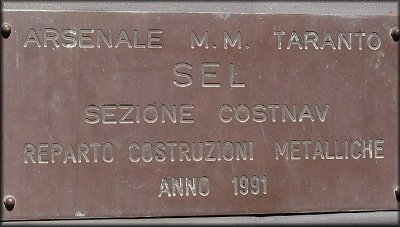 ARSENALE M.M. TARANTO
SEL
SEZIONE COSTNAV
REPARTO COSTRUZIONI METALLICHE
ANNO 1991